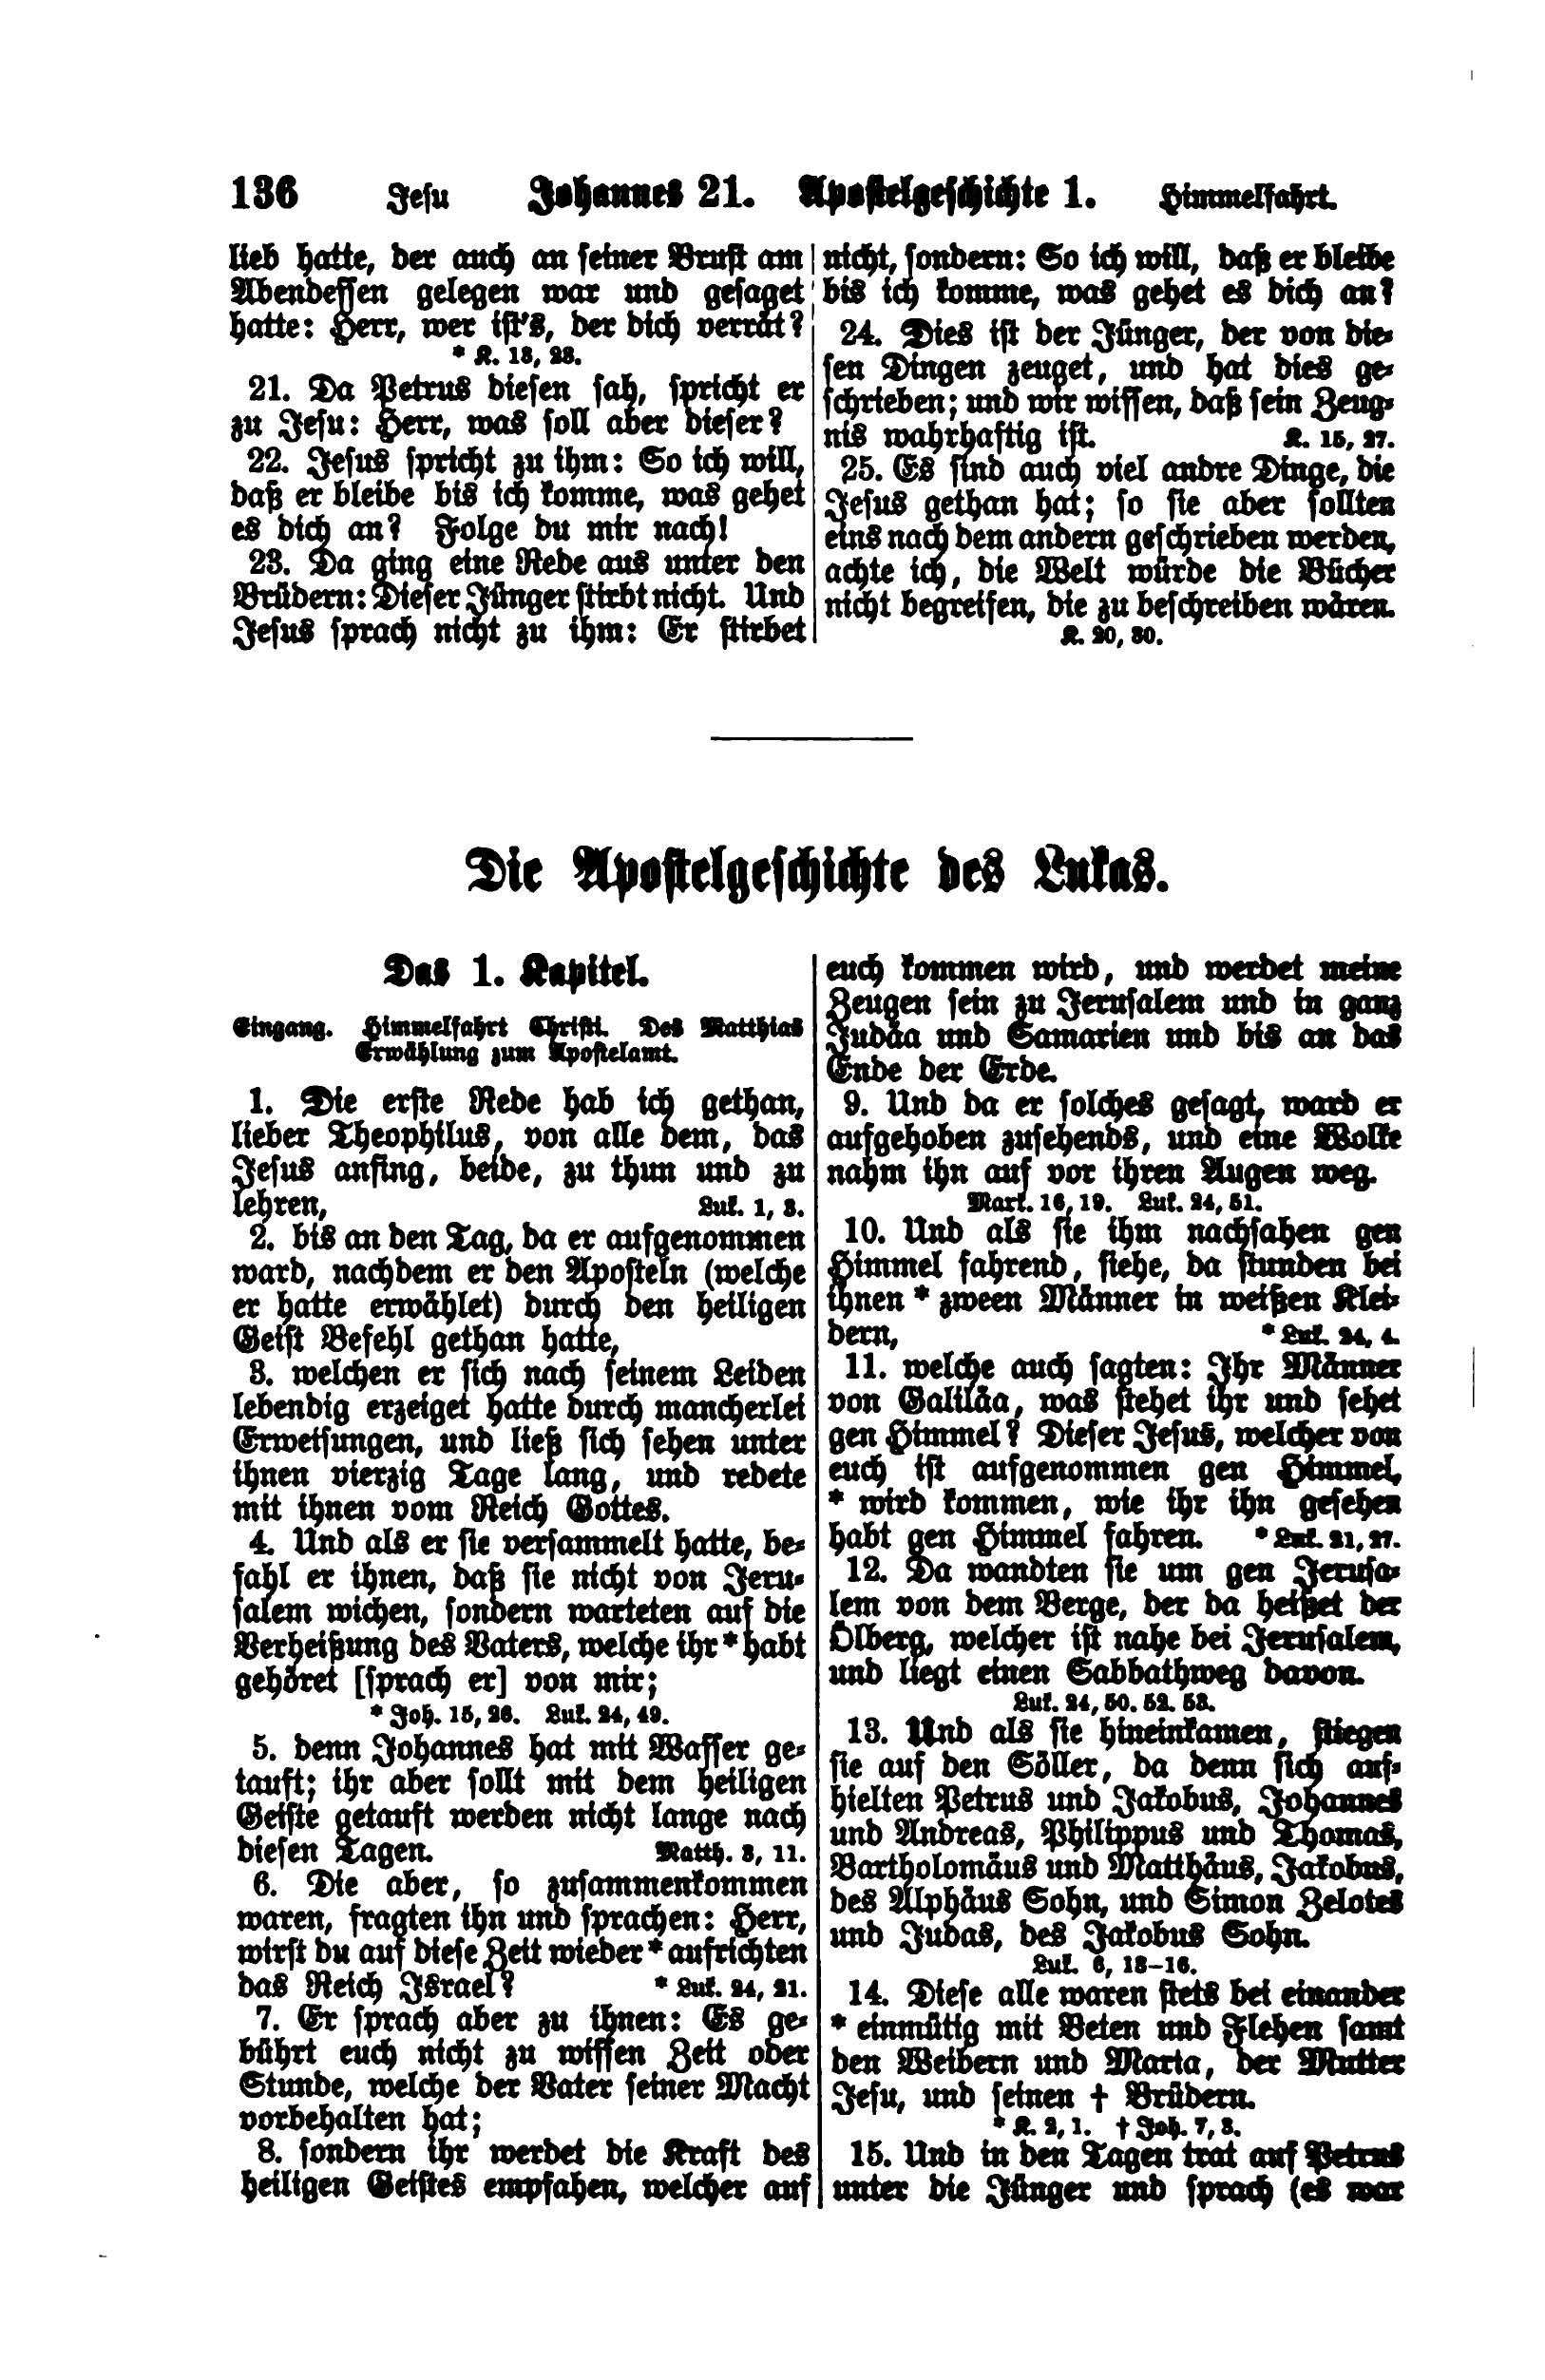 136 Jesu Johannes 21. Apostelgeschichte 1. Himmelfahrt.
lieb hatte, der auch an seiner Brust am
Abendessen gelegen war und gesaget
hatte: Herr, wer ist's, der dich verrät?
* K. 13, 23.
21. Da Petrus diesen sah, spricht er
zu Jesu: Herr, was soll aber dieser?
22. Jesus spricht zu ihm: So ich will,
daß er bleibe bis ich komme, was gehet
es dich an? Folge du mir nach!
23. Da ging eine Rede aus unter den
Brüdern: Dieser Jünger stirbt nicht. Und
Jesus sprach nicht zu ihm: Er stirbet
nicht, sondern: So ich will, daß er bleibe
bis ich komme, was gehet es dich an?
24. Dies ist der Jünger, der von die-
sen Dingen zeuget, und hat dies ge-
schrieben; und wir wissen, daß sein Zeug-
nis wahrhaftig ist. K. 15, 27.
25. Es sind auch viel andre Dinge, die
Jesus gethan hat; so sie aber sollten
eins nach dem andern geschrieben werden,
achte ich, die Welt würde die Bücher
nicht begreifen, die zu beschreiben wären.
K. 20, 30.
Die Apostelgeschichte des Lukas.
Das 1. Kapitel.
Eingang. Himmelfahrt Christi. Des Matthias
Erwählung zum Apostelamt.
1. Die erste Rede hab ich gethan,
lieber Theophilus, von alle dem, das
Jesus anfing, beide, zu thun und zu
lehren, Luk. 1, 3.
2. bis an den Tag, da er aufgenommen
ward, nachdem er den Aposteln (welche
er hatte erwählet) durch den heiligen
Geist Befehl gethan hatte,
3. welchen er sich nach seinem Leiden
lebendig erzeiget hatte durch mancherlei
Erweisungen, und ließ sich sehen unter
ihnen vierzig Tage lang, und redete
mit ihnen vom Reich Gottes.
4. Und als er sie versammelt hatte, be-
fahl er ihnen, daß sie nicht von Jeru-
salem wichen, sondern warteten auf die
Verheißung des Vaters, welche ihr * habt
gehöret [sprach er] von mir;
* Joh. 15, 26. Luk. 24, 49.
5. denn Johannes hat mit Wasser ge-
tauft; ihr aber sollt mit dem heiligen
Geiste getauft werden nicht lange nach
diesen Tagen. Matth. 3, 11.
6. Die aber, so zusammenkommen
waren, fragten ihn und sprachen: Herr,
wirst du auf diese Zeit wieder * aufrichten
das Reich Israel? * Luk. 24, 21.
7. Er sprach aber zu ihnen: Es ge-
bührt euch nicht zu wissen Zeit oder
Stunde, welche der Vater seiner Macht
vorbehalten hat;
8. sondern ihr werdet die Kraft des
heiligen Geistes empfahen, welcher auf
euch kommen wird, und werdet meine
Zeugen sein zu Jerusalem und in ganz
Judäa und Samarien und bis an das
Ende der Erde.
9. Und da er solches gesagt, ward er
aufgehoben zusehends, und eine Wolke
nahm ihn auf vor ihren Augen weg.
Mark. 16, 19. Luk. 24, 51.
10. Und als sie ihm nachsahen gen
Himmel fahrend, siehe, da stunden bei
ihnen * zween Männer in weißen Klei-
dern, * Luk. 24, 4.
11. welche auch sagten: Ihr Männer
von Galiläa, was stehet ihr und sehet
gen Himmel? Dieser Jesus, welcher von
euch ist aufgenommen gen Himmel,
* wird kommen, wie ihr ihn gesehen
habt gen Himmel fahren. * Luk. 21, 27.
12. Da wandten sie um gen Jerusa-
lem von dem Berge, der da heißet der
Ölberg, welcher ist nahe bei Jerusalem,
und liegt einen Sabbathweg davon.
Luk. 24, 50. 52. 53.
13. Und als sie hineinkamen, stiegen
sie auf den Söller, da denn sich auf-
hielten Petrus und Jakobus, Johannes
und Andreas, Philippus und Thomas,
Bartholomäus und Matthäus, Jakobus,
des Alphäus Sohn, und Simon Zelotes
und Judas, des Jakobus Sohn.
Luk. 6, 13–16.
14. Diese alle waren stets bei einander
* einmütig mit Beten und Flehen samt
den Weibern und Maria, der Mutter
Jesu, und seinen † Brüdern.
* K. 2, 1. † Joh. 7, 3.
15. Und in den Tagen trat auf Petrus
unter die Jünger und sprach (es war